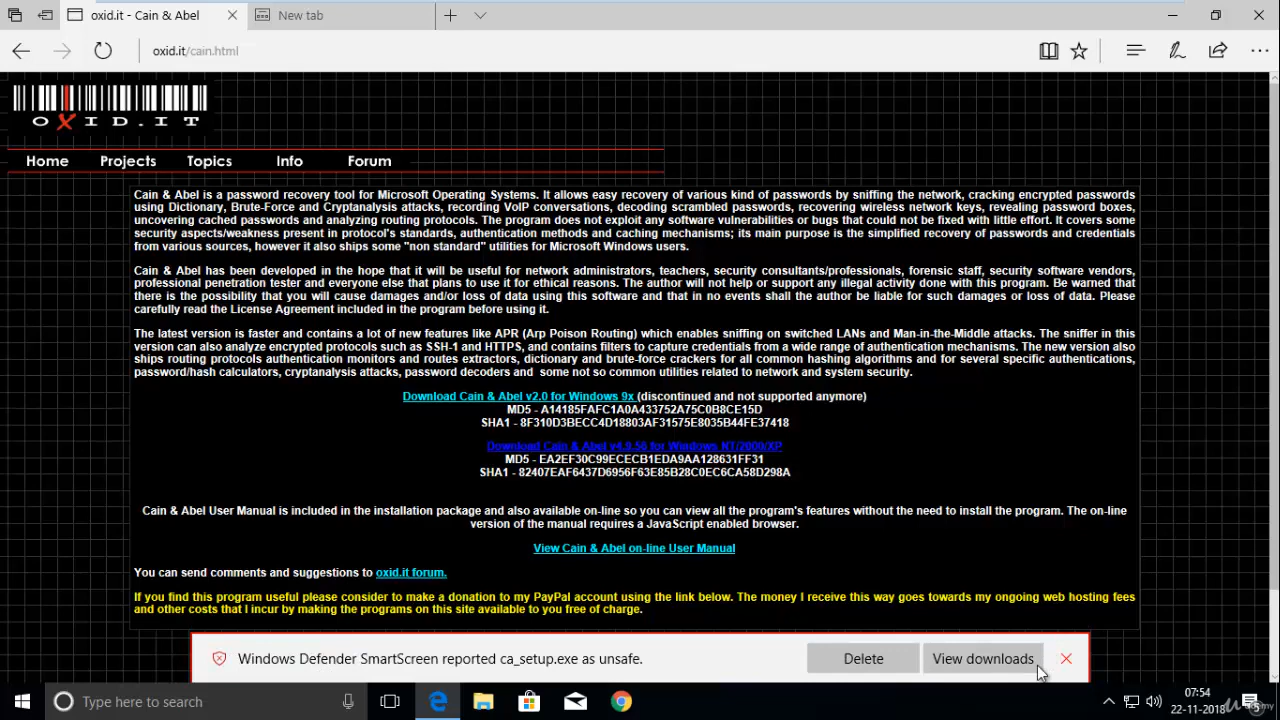 oxid.it - Cain & Abel
New tab
oxid.it/cain.html
OXID.IT
Home Projects Topics Info Forum
Cain & Abel is a password recovery tool for Microsoft Operating Systems. It allows easy recovery of various kind of passwords by sniffing the network, cracking encrypted passwords
using Dictionary, Brute-Force and Cryptanalysis attacks, recording VoIP conversations, decoding scrambled passwords, recovering wireless network keys, revealing password boxes,
uncovering cached passwords and analyzing routing protocols. The program does not exploit any software vulnerabilities or bugs that could not be fixed with little effort. It covers some
security aspects/weakness present in protocol's standards, authentication methods and caching mechanisms; its main purpose is the simplified recovery of passwords and credentials
from various sources, however it also ships some "non standard" utilities for Microsoft Windows users.
Cain & Abel has been developed in the hope that it will be useful for network administrators, teachers, security consultants/professionals, forensic staff, security software vendors,
professional penetration tester and everyone else that plans to use it for ethical reasons. The author will not help or support any illegal activity done with this program. Be warned that
there is the possibility that you will cause damages and/or loss of data using this software and that in no events shall the author be liable for such damages or loss of data. Please
carefully read the License Agreement included in the program before using it.
The latest version is faster and contains a lot of new features like APR (Arp Poison Routing) which enables sniffing on switched LANs and Man-in-the-Middle attacks. The sniffer in this
version can also analyze encrypted protocols such as SSH-1 and HTTPS, and contains filters to capture credentials from a wide range of authentication mechanisms. The new version also
ships routing protocols authentication monitors and routes extractors, dictionary and brute-force crackers for all common hashing algorithms and for several specific authentications,
password/hash calculators, cryptanalysis attacks, password decoders and some not so common utilities related to network and system security.
Download Cain & Abel v2.0 for Windows 9x (discontinued and not supported anymore)
MD5 - A14185FAFC1A0A433752A75C0B8CE15D
SHA1 - 8F310D3BECC4D18803AF31575E8035B44FE37418
Download Cain & Abel v4.9.56 for Windows NT/2000/XP
MD5 - EA2EF30C99ECECB1EDA9AA128631FF31
SHA1 - 82407EAF6437D6956F63E85B28C0EC6CA58D298A
Cain & Abel User Manual is included in the installation package and also available on-line so you can view all the program's features without the need to install the program. The on-line
version of the manual requires a JavaScript enabled browser.
View Cain & Abel on-line User Manual
You can send comments and suggestions to oxid.it forum.
If you find this program useful please consider to make a donation to my PayPal account using the link below. The money I receive this way goes towards my ongoing web hosting fees
and other costs that I incur by making the programs on this site available to you free of charge.
Windows Defender SmartScreen reported ca_setup.exe as unsafe.
Delete
View downloads
Type here to search
07:54
22-11-2018